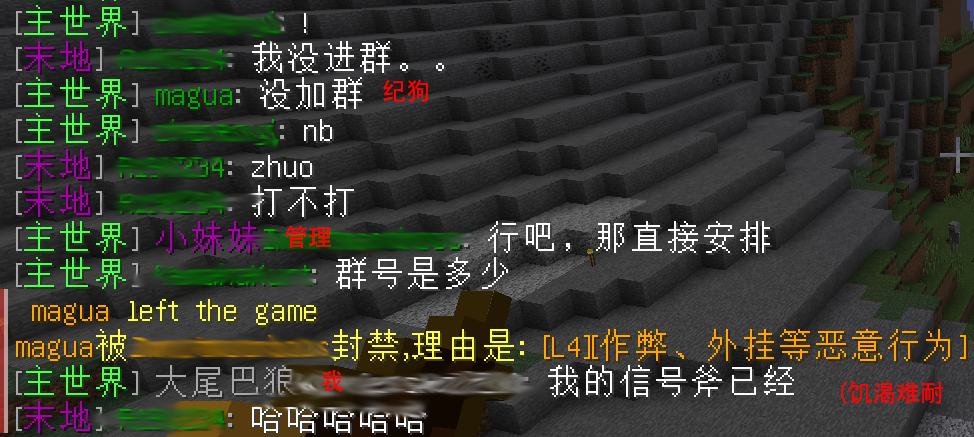 [主世界] : !
[末地] : 我没进群。。
[主世界] magua: 没加群 纪狗
[主世界] : nb
[末地] 34: zhuo
[末地] : 打不打
[主世界] 小妹妹 管理 : 行吧，那直接安排
[主世界] : 群号是多少
magua left the game
magua被 s封禁,理由是: [L4][作弊、外挂等恶意行为]
[主世界] 大尾巴狼 我 : 我的信号斧已经 (饥渴难耐
[末地] : 哈哈哈哈哈